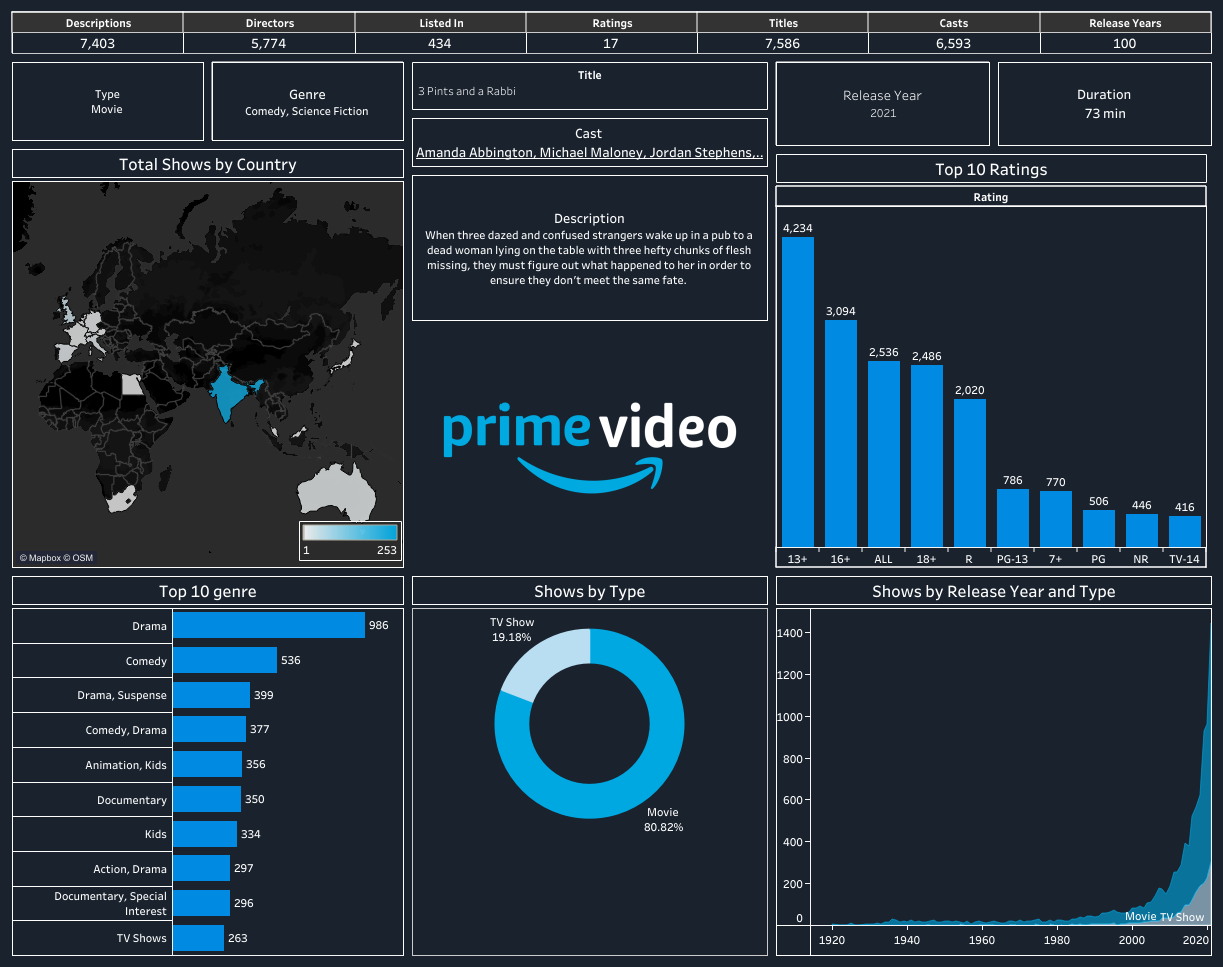 Descriptions Directors Listed In Ratings Titles Casts Release Years
7,403 5,774 434 17 7,586 6,593 100
Type
Movie
Genre
Comedy, Science Fiction
Title
3 Pints and a Rabbi
Cast
Amanda Abbington, Michael Maloney, Jordan Stephens,..
Release Year
2021
Duration
73 min
Total Shows by Country
© Mapbox © OSM
1 253
Description
When three dazed and confused strangers wake up in a pub to a
dead woman lying on the table with three hefty chunks of flesh
missing, they must figure out what happened to her in order to
ensure they don't meet the same fate.
prime video
Top 10 Ratings
Rating
4,234
3,094
2,536
2,486
2,020
786
770
506
446
416
13+ 16+ ALL 18+ R PG-13 7+ PG NR TV-14
Top 10 genre
Drama 986
Comedy 536
Drama, Suspense 399
Comedy, Drama 377
Animation, Kids 356
Documentary 350
Kids 334
Action, Drama 297
Documentary, Special
Interest 296
TV Shows 263
Shows by Type
TV Show
19.18%
Movie
80.82%
Shows by Release Year and Type
1400
1200
1000
800
600
400
200
0
Movie TV Show
1920 1940 1960 1980 2000 2020